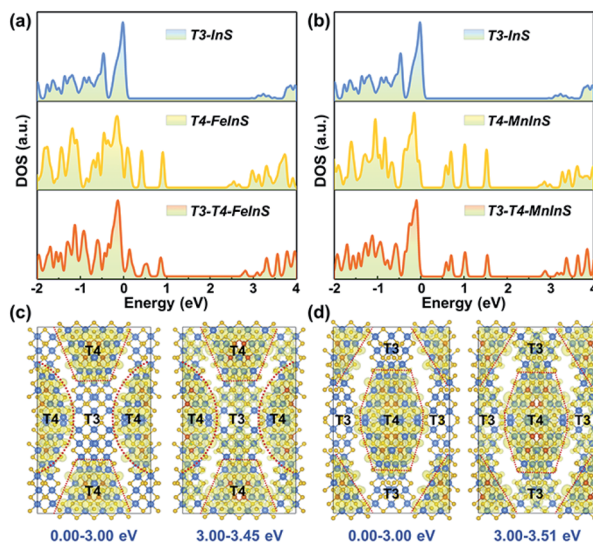 (a)
T3-InS
T4-FeInS
T3-T4-FeInS
DOS (a.u.)
-2 -1 0 1 2 3 4
Energy (eV)
(b)
T3-InS
T4-MnInS
T3-T4-MnInS
DOS (a.u.)
-2 -1 0 1 2 3 4
Energy (eV)
(c)
T4
T4 T3 T4
T4
0.00-3.00 eV
T4
T4 T3 T4
T4
3.00-3.45 eV
(d)
T3
T3 T4 T3
T3
0.00-3.00 eV
T3
T4 T3
T3
3.00-3.51 eV